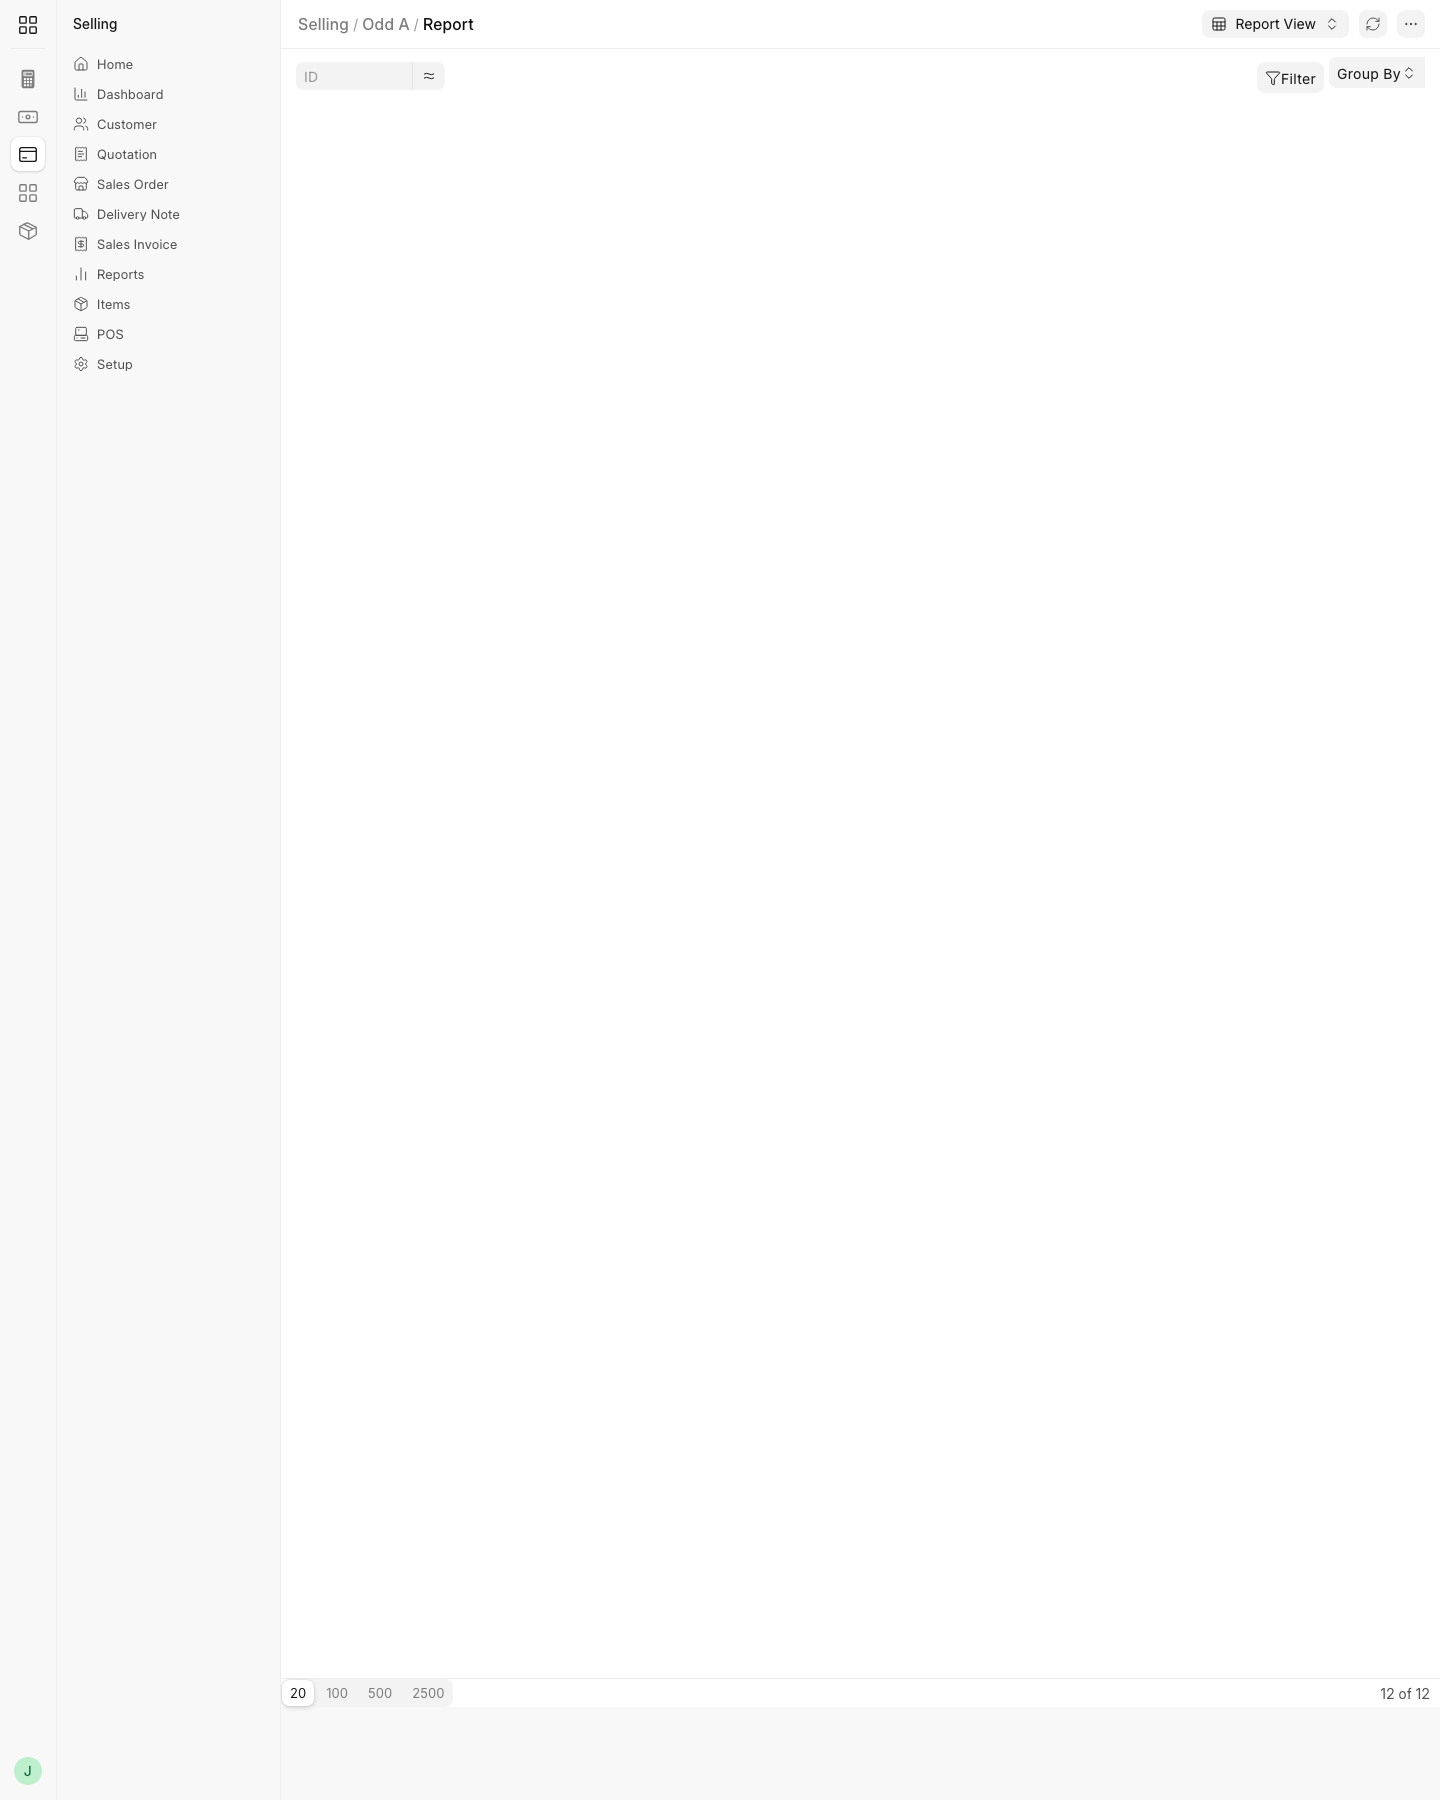 Selling
Home
Dashboard
Customer
Quotation
Sales Order
Delivery Note
Sales Invoice
Reports
Items
POS
Setup
J
Selling / Odd A / Report
Report View
ID
≈
Filter
Group By
20 100 500 2500
12 of 12